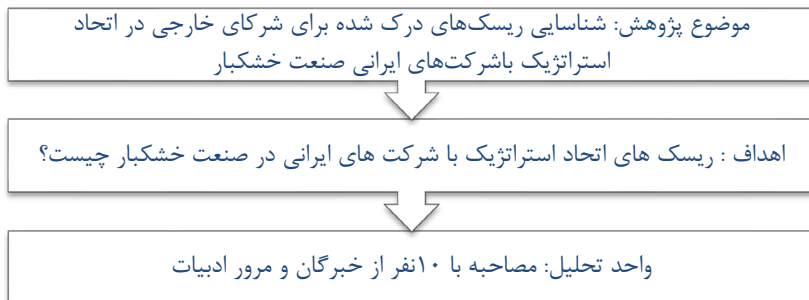 موضوع پژوهش: شناسایی ریسک‌های درک شده برای شرکای خارجی در اتحاد
استراتژیک باشرکت‌های ایرانی صنعت خشکبار
اهداف : ریسک های اتحاد استراتژیک با شرکت های ایرانی در صنعت خشکبار چیست؟
واحد تحلیل: مصاحبه با ۱۰نفر از خبرگان و مرور ادبیات